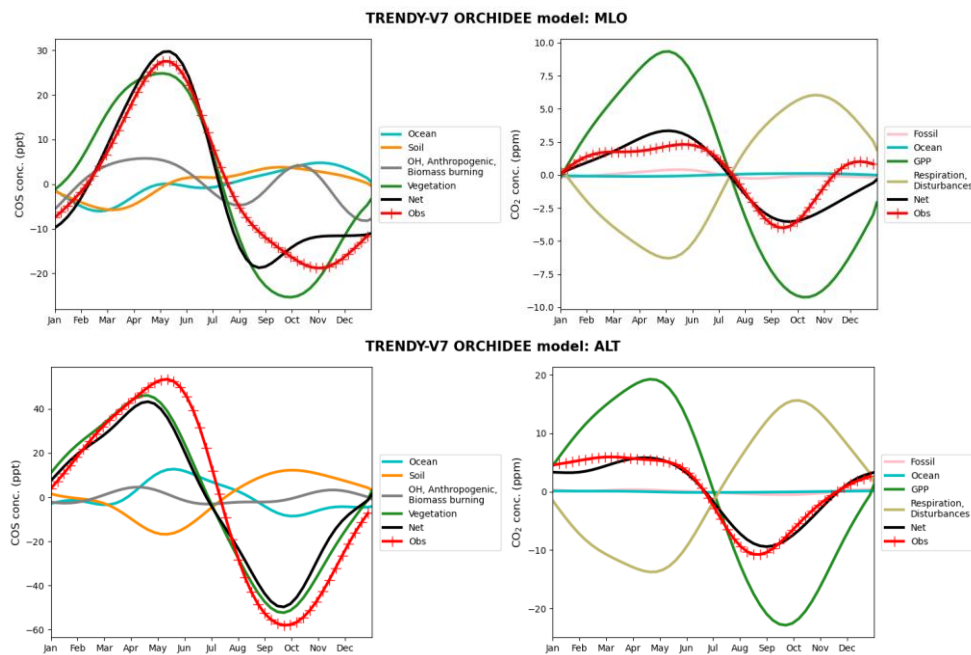 TRENDY-V7 ORCHIDEE model: MLO
COS conc. (ppt)
30
20
10
0
−10
−20
Jan Feb Mar Apr May Jun Jul Aug Sep Oct Nov Dec
Ocean
Soil
OH, Anthropogenic,
Biomass burning
Vegetation
Net
Obs
CO₂ conc. (ppm)
10.0
7.5
5.0
2.5
0.0
−2.5
−5.0
−7.5
−10.0
Jan Feb Mar Apr May Jun Jul Aug Sep Oct Nov Dec
Fossil
Ocean
GPP
Respiration,
Disturbances
Net
Obs
TRENDY-V7 ORCHIDEE model: ALT
COS conc. (ppt)
40
20
0
−20
−40
−60
Jan Feb Mar Apr May Jun Jul Aug Sep Oct Nov Dec
Ocean
Soil
OH, Anthropogenic,
Biomass burning
Vegetation
Net
Obs
CO₂ conc. (ppm)
20
10
0
−10
−20
Jan Feb Mar Apr May Jun Jul Aug Sep Oct Nov Dec
Fossil
Ocean
GPP
Respiration,
Disturbances
Net
Obs